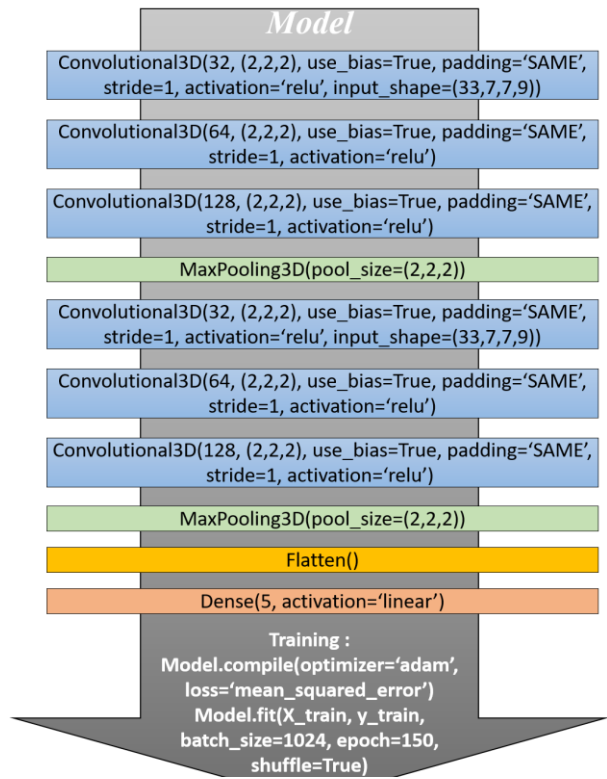 Model
Convolutional3D(32, (2,2,2), use_bias=True, padding=‘SAME’,
stride=1, activation=‘relu’, input_shape=(33,7,7,9))
Convolutional3D(64, (2,2,2), use_bias=True, padding=‘SAME’,
stride=1, activation=‘relu’)
Convolutional3D(128, (2,2,2), use_bias=True, padding=‘SAME’,
stride=1, activation=‘relu’)
MaxPooling3D(pool_size=(2,2,2))
Convolutional3D(32, (2,2,2), use_bias=True, padding=‘SAME’,
stride=1, activation=‘relu’, input_shape=(33,7,7,9))
Convolutional3D(64, (2,2,2), use_bias=True, padding=‘SAME’,
stride=1, activation=‘relu’)
Convolutional3D(128, (2,2,2), use_bias=True, padding=‘SAME’,
stride=1, activation=‘relu’)
MaxPooling3D(pool_size=(2,2,2))
Flatten()
Dense(5, activation=‘linear’)
Training :
Model.compile(optimizer=‘adam’,
loss=‘mean_squared_error’)
Model.fit(X_train, y_train,
batch_size=1024, epoch=150,
shuffle=True)